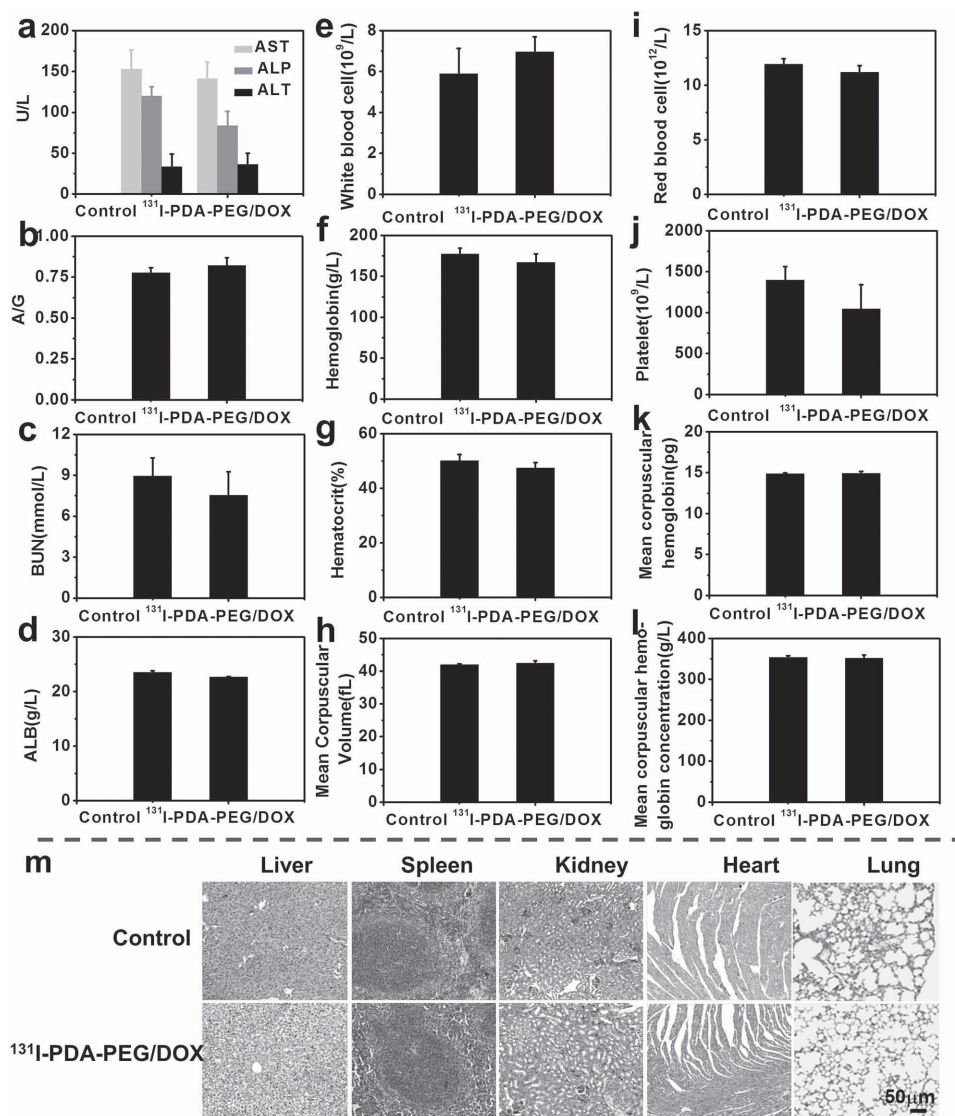 a
U/L
200
150
100
50
0
AST
ALP
ALT
Control ¹³¹I-PDA-PEG/DOX
b
A/G
1.00
0.75
0.50
0.25
0.00
Control ¹³¹I-PDA-PEG/DOX
c
BUN(mmol/L)
12
9
6
3
0
Control ¹³¹I-PDA-PEG/DOX
d
ALB(g/L)
30
20
10
0
Control ¹³¹I-PDA-PEG/DOX
e
White blood cell(10⁹/L)
8
6
4
2
0
Control ¹³¹I-PDA-PEG/DOX
f
Hemoglobin(g/L)
200
150
100
50
0
Control ¹³¹I-PDA-PEG/DOX
g
Hematocrit(%)
60
40
20
0
Control ¹³¹I-PDA-PEG/DOX
h
Mean Corpuscular
Volume(fL)
50
40
30
20
10
0
Control ¹³¹I-PDA-PEG/DOX
i
Red blood cell(10¹²/L)
15
10
5
0
Control ¹³¹I-PDA-PEG/DOX
j
Platelet(10⁹/L)
2000
1500
1000
500
0
Control ¹³¹I-PDA-PEG/DOX
k
Mean corpuscular
hemoglobin(pg)
20
15
10
5
0
Control ¹³¹I-PDA-PEG/DOX
l
Mean corpuscular hemo-
globin concentration(g/L)
400
300
200
100
0
Control ¹³¹I-PDA-PEG/DOX
m
Liver Spleen Kidney Heart Lung
Control
¹³¹I-PDA-PEG/DOX
50μm